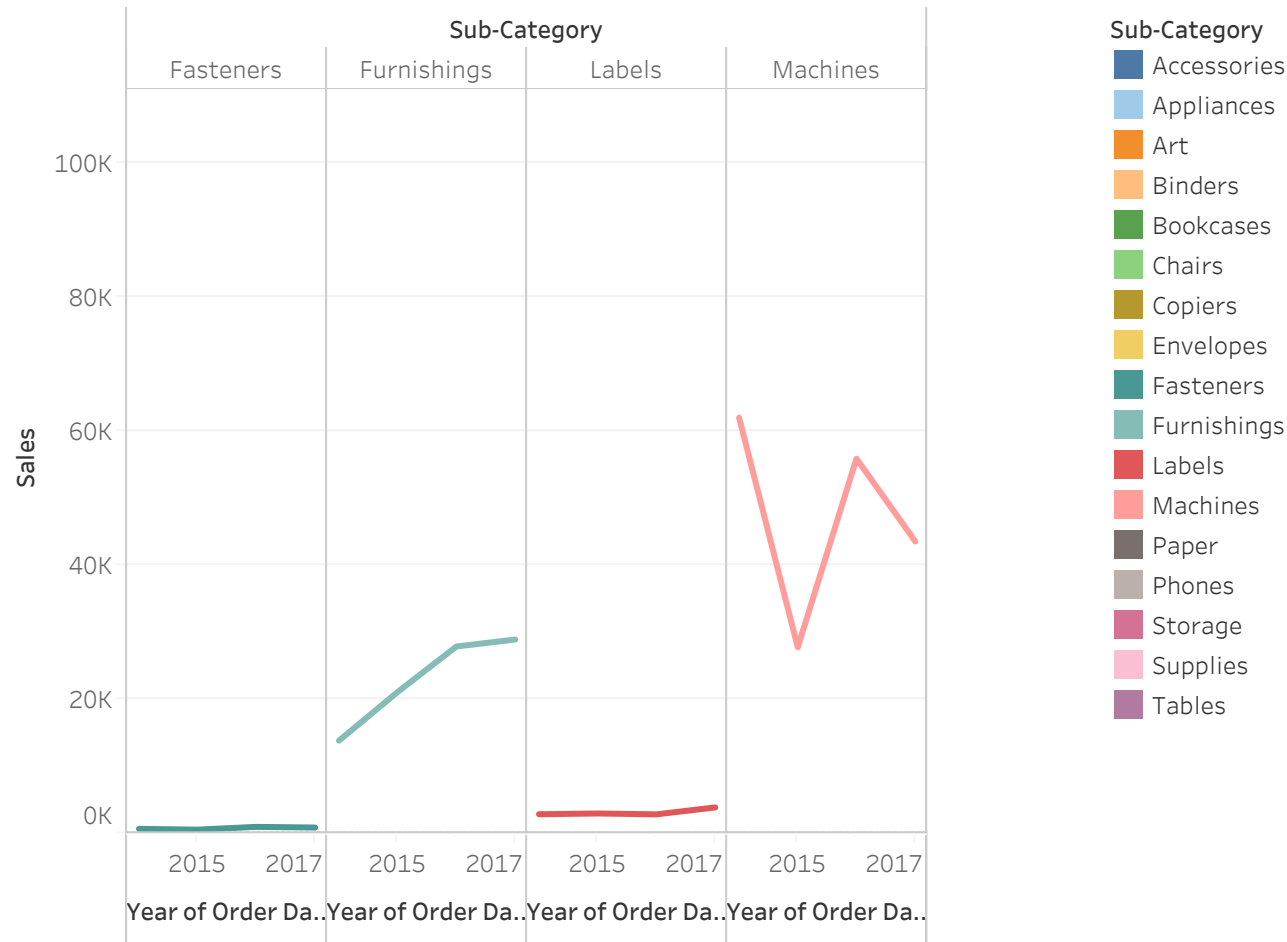 Sub-Category
Fasteners Furnishings Labels Machines
100K
80K
60K
40K
20K
0K
Sales
2015 2017 2015 2017 2015 2017 2015 2017
Year of Order Da.. Year of Order Da.. Year of Order Da.. Year of Order Da..
Sub-Category
Accessories
Appliances
Art
Binders
Bookcases
Chairs
Copiers
Envelopes
Fasteners
Furnishings
Labels
Machines
Paper
Phones
Storage
Supplies
Tables